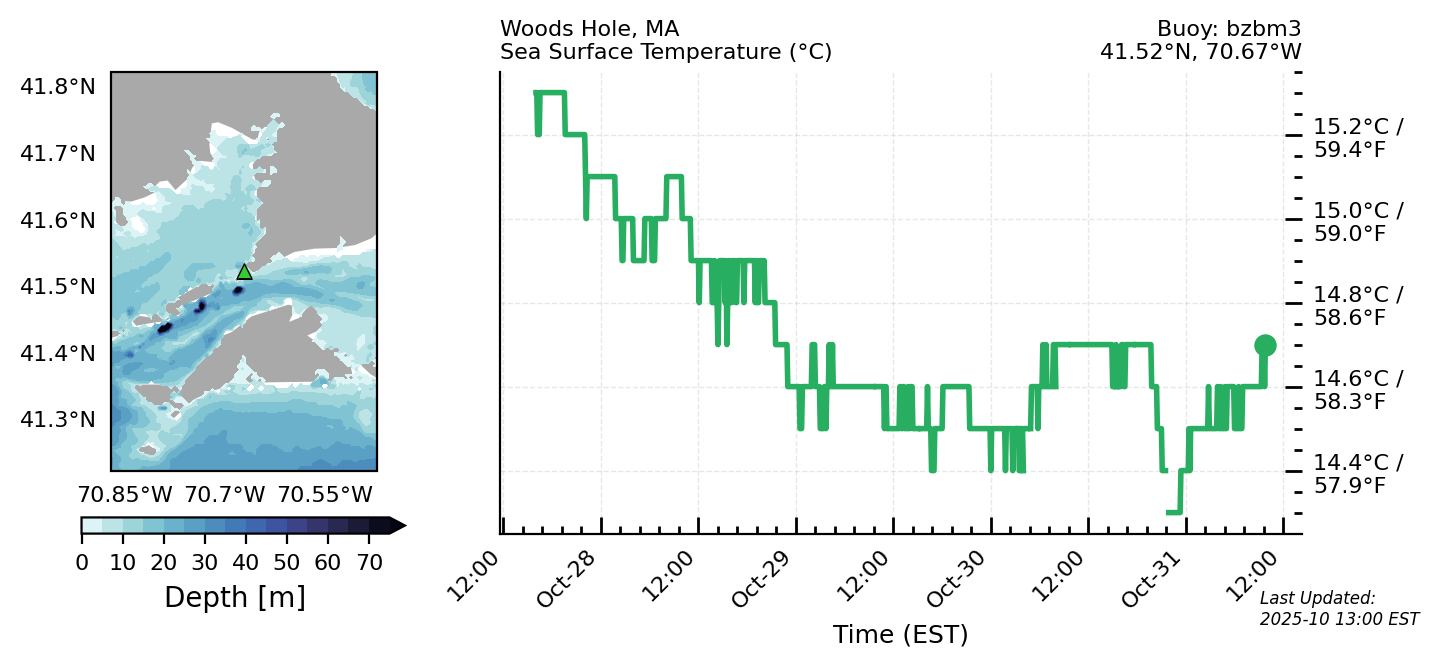 Woods Hole, MA
Sea Surface Temperature (°C)
Buoy: bzbm3
41.52°N, 70.67°W
41.8°N
41.7°N
41.6°N
41.5°N
41.4°N
41.3°N
70.85°W 70.7°W 70.55°W
0 10 20 30 40 50 60 70
Depth [m]
15.2°C /
59.4°F
15.0°C /
59.0°F
14.8°C /
58.6°F
14.6°C /
58.3°F
14.4°C /
57.9°F
12:00 Oct-28 12:00 Oct-29 12:00 Oct-30 12:00 Oct-31 12:00
Time (EST)
Last Updated:
2025-10 13:00 EST